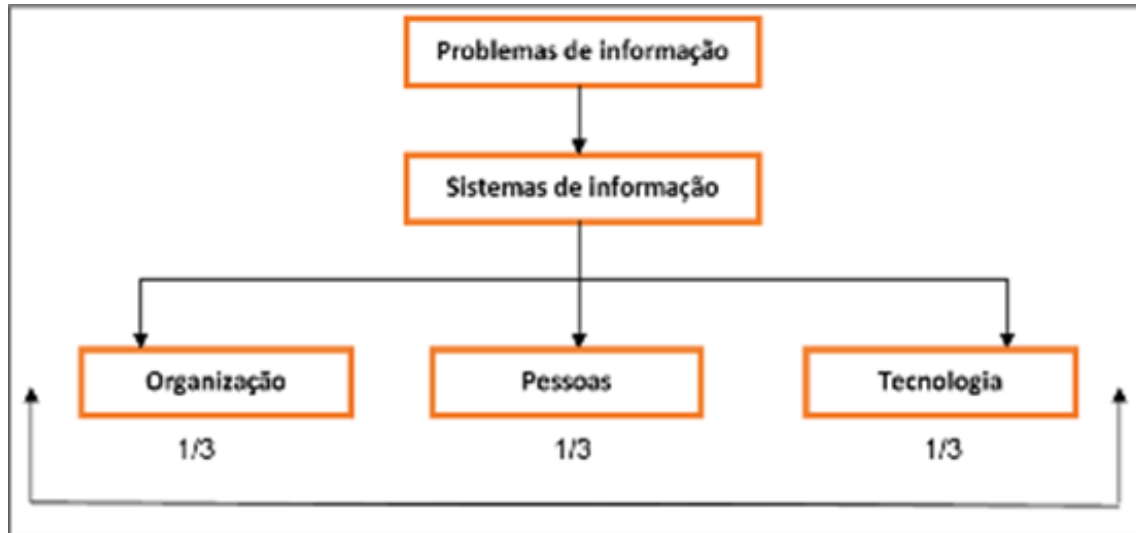 Problemas de informação
Sistemas de informação
Organização
Pessoas
Tecnologia
1/3
1/3
1/3